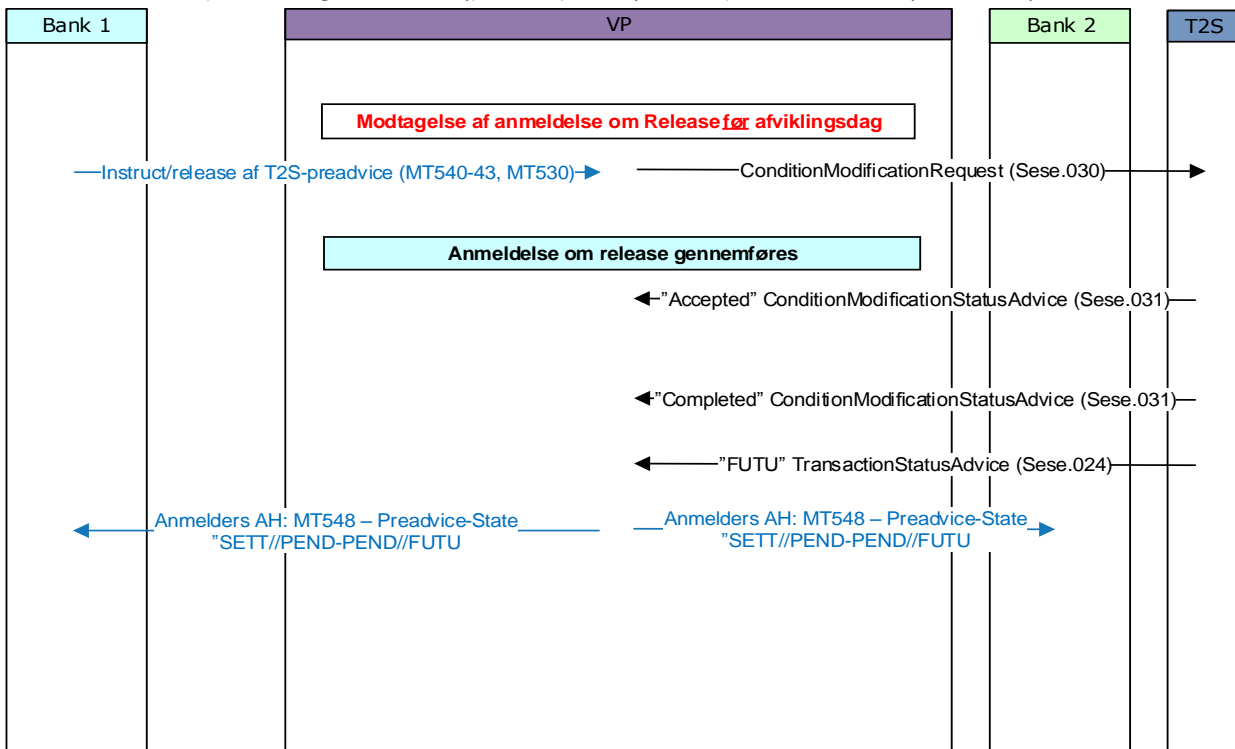 Bank 1
VP
Bank 2
T2S
Modtagelse af anmeldelse om Release før afviklingsdag
Instruct/release af T2S-preadvice (MT540-43, MT530)
ConditionModificationRequest (Sese.030)
Anmeldelse om release gennemføres
”Accepted” ConditionModificationStatusAdvice (Sese.031)
”Completed” ConditionModificationStatusAdvice (Sese.031)
”FUTU” TransactionStatusAdvice (Sese.024)
Anmelders AH: MT548 – Preadvice-State
”SETT//PEND-PEND//FUTU
Anmelders AH: MT548 – Preadvice-State
”SETT//PEND-PEND//FUTU